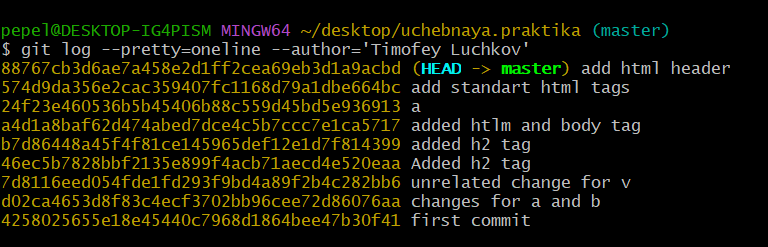 pepel@DESKTOP-IG4PISM MINGW64 ~/desktop/uchebnaya.praktika (master)
$ git log --pretty=oneline --author='Timofey Luchkov'
88767cb3d6ae7a458e2d1ff2cea69eb3d1a9acbd (HEAD -> master) add html header
574d9da356e2cac359407fc1168d79a1dbe664bc add standart html tags
24f23e460536b5b45406b88c559d45bd5e936913 a
a4d1a8baf62d474abed7dce4c5b7ccc7e1ca5717 added htlm and body tag
b7d86448a45f4f81ce145965def12e1d7f814399 added h2 tag
46ec5b7828bbf2135e899f4acb71aecd4e520eaa Added h2 tag
7d8116eed054fde1fd293f9bd4a89f2b4c282bb6 unrelated change for v
d02ca4653d8f83c4ecf3702bb96cee72d86076aa changes for a and b
4258025655e18e45440c7968d1864bee47b30f41 first commit